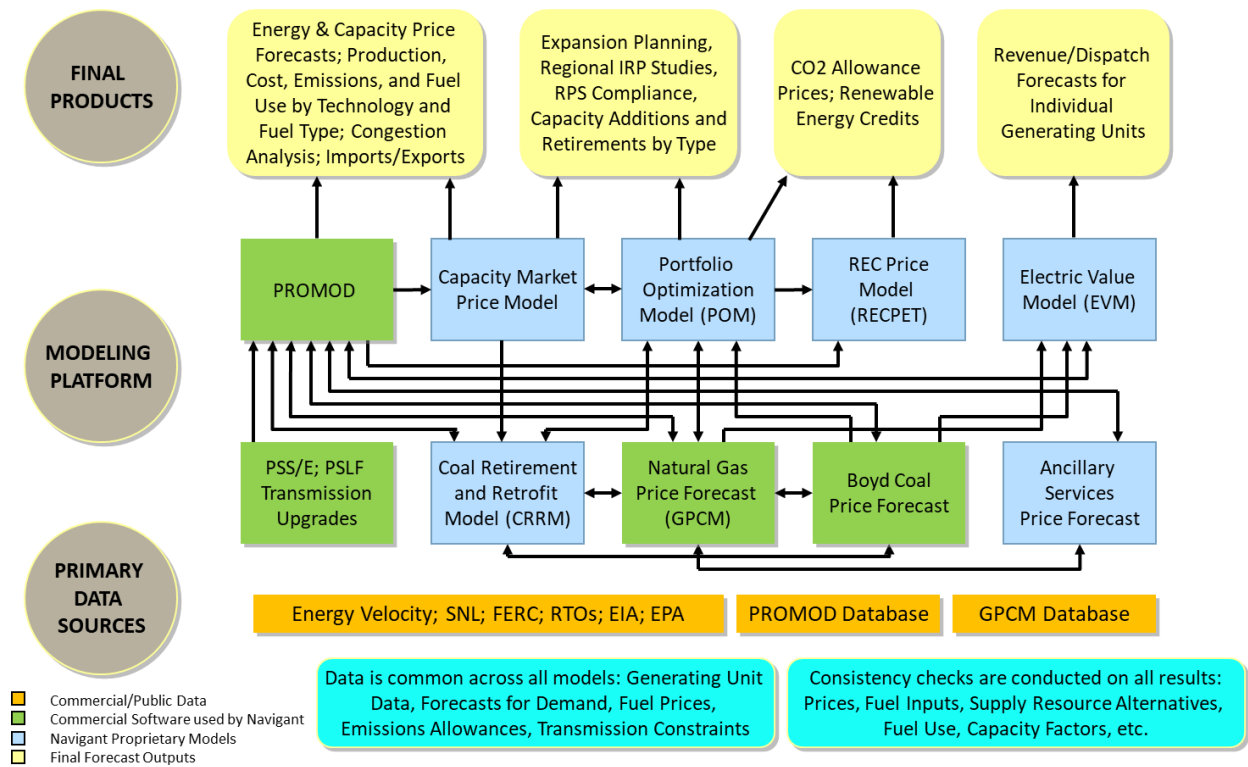 FINAL
PRODUCTS
Energy & Capacity Price
Forecasts; Production,
Cost, Emissions, and Fuel
Use by Technology and
Fuel Type; Congestion
Analysis; Imports/Exports
Expansion Planning,
Regional IRP Studies,
RPS Compliance,
Capacity Additions and
Retirements by Type
CO2 Allowance
Prices; Renewable
Energy Credits
Revenue/Dispatch
Forecasts for
Individual
Generating Units
MODELING
PLATFORM
PROMOD
Capacity Market
Price Model
Portfolio
Optimization
Model (POM)
REC Price
Model
(RECPET)
Electric Value
Model (EVM)
PSS/E; PSLF
Transmission
Upgrades
Coal Retirement
and Retrofit
Model (CRRM)
Natural Gas
Price Forecast
(GPCM)
Boyd Coal
Price Forecast
Ancillary
Services
Price Forecast
PRIMARY
DATA
SOURCES
Energy Velocity; SNL; FERC; RTOs; EIA; EPA
PROMOD Database
GPCM Database
Data is common across all models: Generating Unit
Data, Forecasts for Demand, Fuel Prices,
Emissions Allowances, Transmission Constraints
Consistency checks are conducted on all results:
Prices, Fuel Inputs, Supply Resource Alternatives,
Fuel Use, Capacity Factors, etc.
Commercial/Public Data
Commercial Software used by Navigant
Navigant Proprietary Models
Final Forecast Outputs